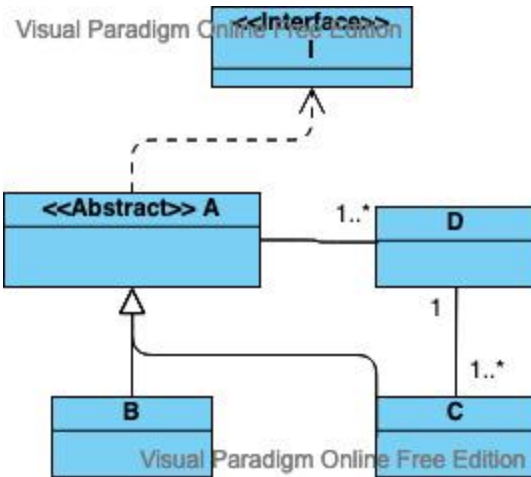 Visual Paradigm Online Free Edition
<<Interface>>
I
<<Abstract>> A
1..*
D
1
1..*
B
C
Visual Paradigm Online Free Edition